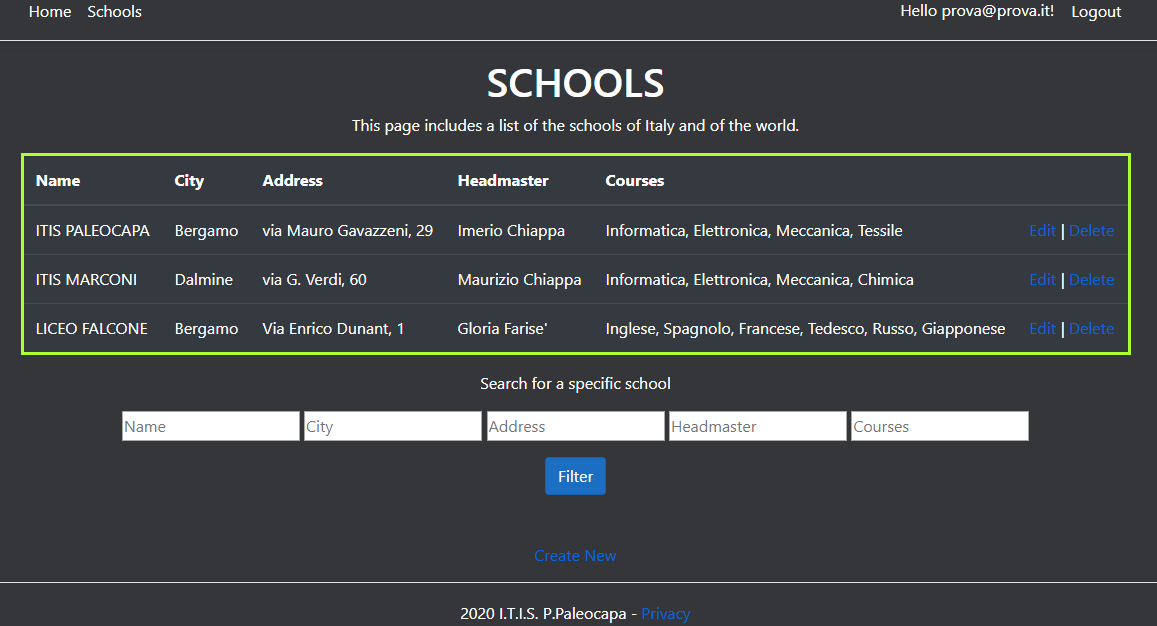 Home Schools Hello prova@prova.it! Logout
SCHOOLS
This page includes a list of the schools of Italy and of the world.
Name City Address Headmaster Courses
ITIS PALEOCAPA Bergamo via Mauro Gavazzeni, 29 Imerio Chiappa Informatica, Elettronica, Meccanica, Tessile Edit | Delete
ITIS MARCONI Dalmine via G. Verdi, 60 Maurizio Chiappa Informatica, Elettronica, Meccanica, Chimica Edit | Delete
LICEO FALCONE Bergamo Via Enrico Dunant, 1 Gloria Farise' Inglese, Spagnolo, Francese, Tedesco, Russo, Giapponese Edit | Delete
Search for a specific school
Name City Address Headmaster Courses
Filter
Create New
2020 I.T.I.S. P.Paleocapa - Privacy